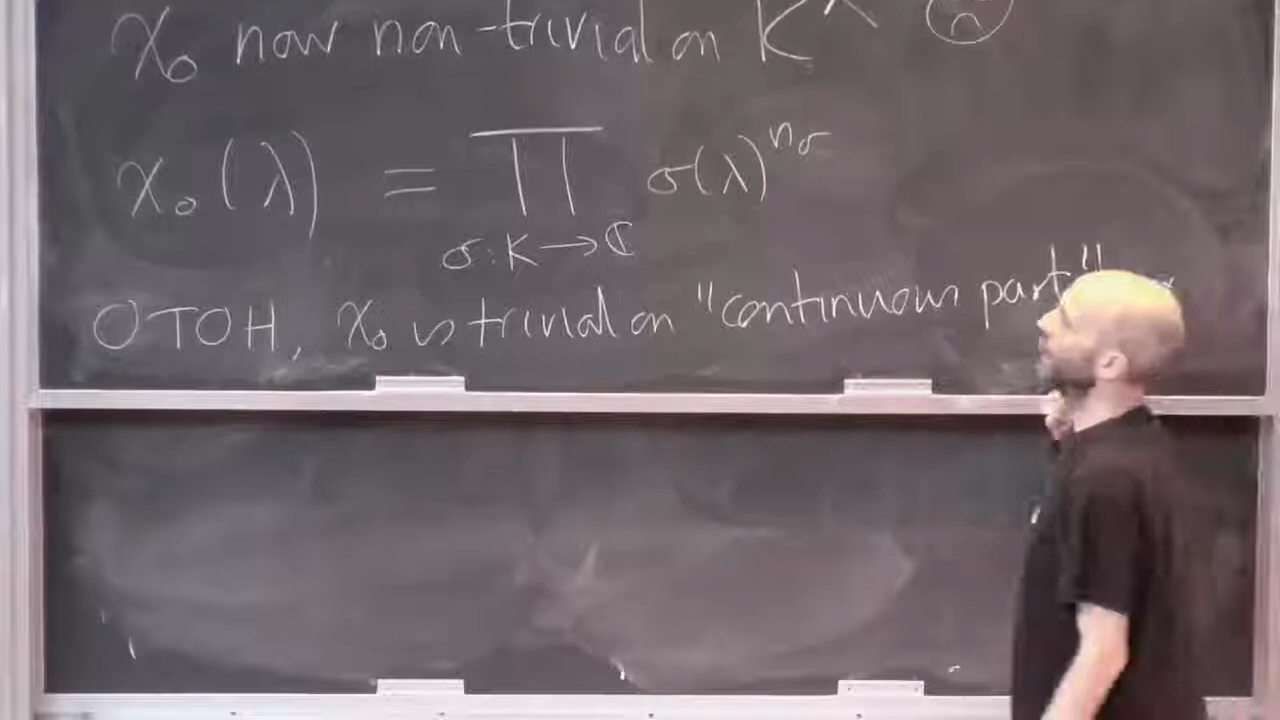 χ₀ now non-trivial on K^× ☹
χ₀(λ) = ∏ σ(λ)^{n_σ}
σ: K → ℂ
OTOH, χ₀ is trivial on "continuous part"